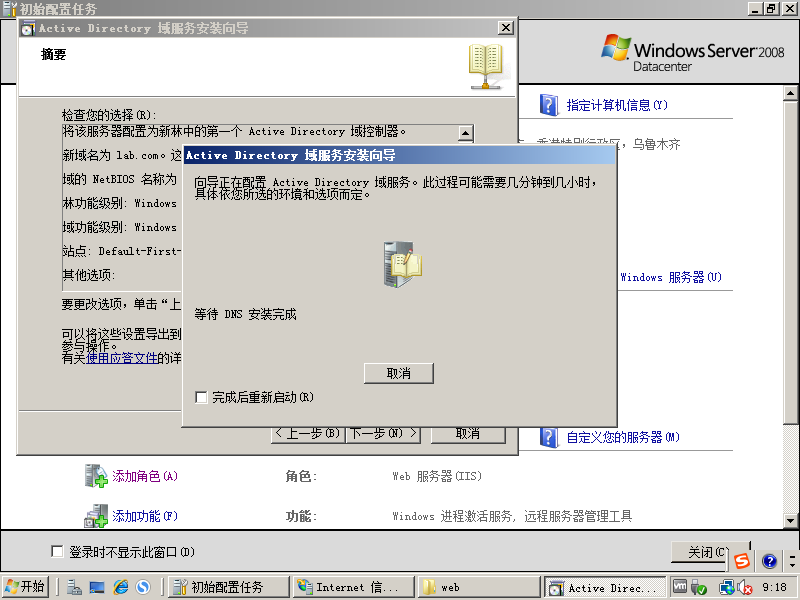 初始配置任务
Active Directory 域服务安装向导
摘要
Windows Server 2008
Datacenter
检查您的选择(R):
将该服务器配置为新林中的第一个 Active Directory 域控制器。
新域名为 lab.com。这
域的 NetBIOS 名称为
林功能级别: Windows
域功能级别: Windows
站点: Default-First-
其他选项:
要更改选项，单击“上
可以将这些设置导出到
参与操作。
有关使用应答文件的详
<上一步(B)
下一步(N)>
取消
Active Directory 域服务安装向导
向导正在配置 Active Directory 域服务。此过程可能需要几分钟到几小时，
具体依您所选的环境和选项而定。
等待 DNS 安装完成
取消
完成后重新启动(R)
指定计算机信息(Y)
，乌鲁木齐
Windows 服务器(U)
自定义您的服务器(M)
添加角色(A)
角色:
Web 服务器(IIS)
添加功能(F)
功能:
Windows 进程激活服务, 远程服务器管理工具
登录时不显示此窗口(D)
关闭(C)
开始
初始配置任务
Internet 信...
web
Active Direc...
9:18